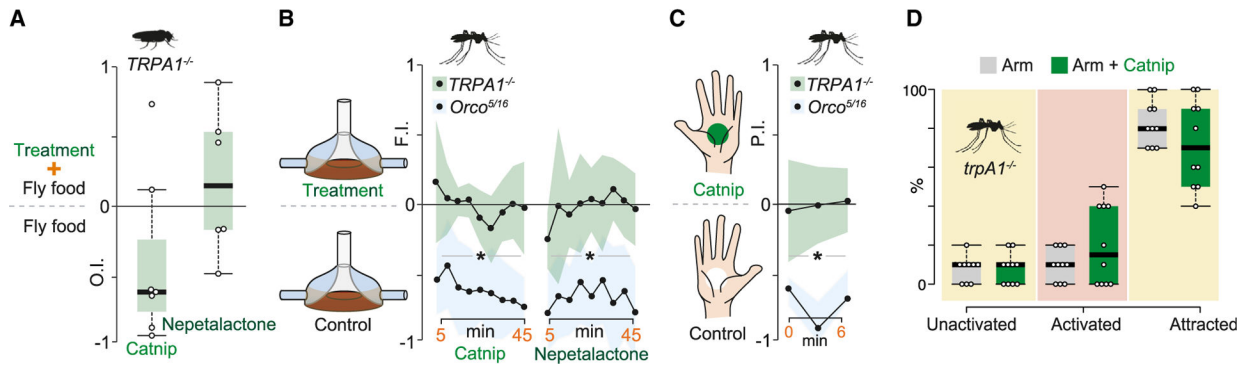 A
TRPA1-/-
1
0
-1
O.I.
Treatment
+
Fly food
Fly food
Catnip
Nepetalactone
B
Treatment
Control
1
0
-1
F.I.
TRPA1-/-
Orco5/16
*
*
5 min 45
Catnip
5 min 45
Nepetalactone
C
Catnip
Control
1
0
-1
P.I.
TRPA1-/-
Orco5/16
*
0 min 6
D
Arm
Arm + Catnip
100
%
0
trpA1-/-
Unactivated
Activated
Attracted